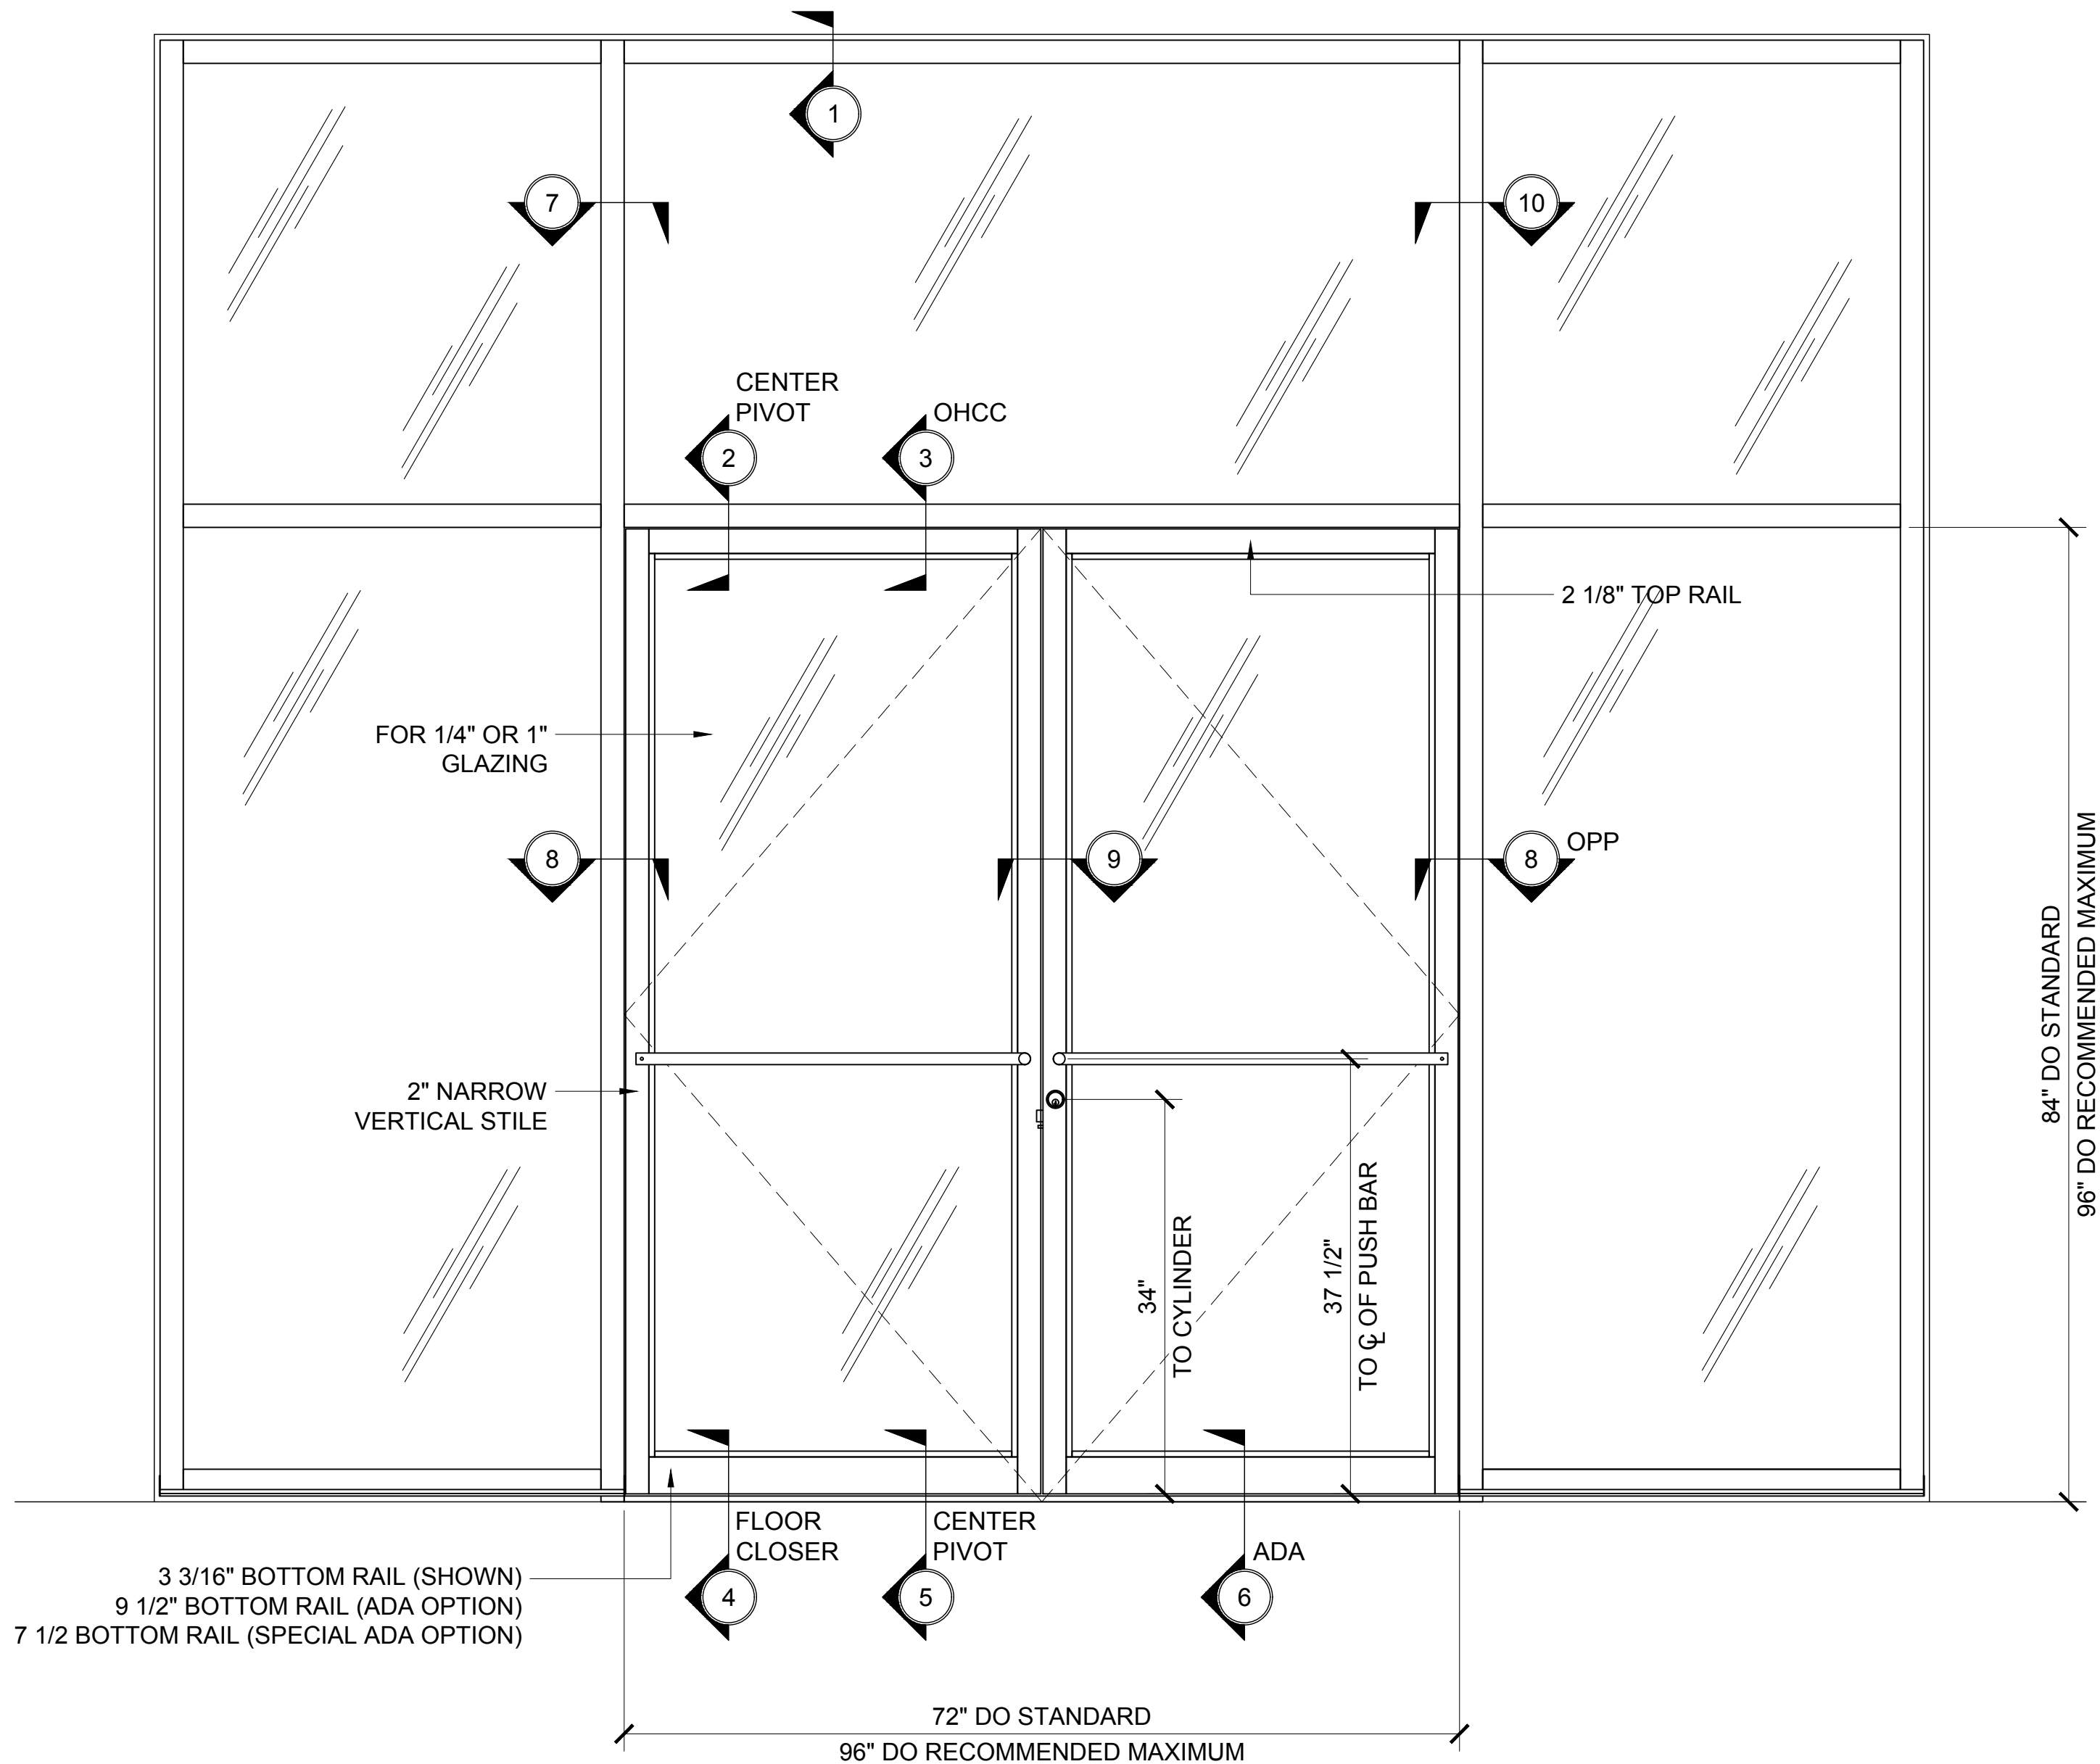 1
7
10
CENTER
PIVOT
OHCC
2
3
2 1/8" TOP RAIL
FOR 1/4" OR 1"
GLAZING
8
9
8
OPP
84" DO STANDARD
96" DO RECOMMENDED MAXIMUM
2" NARROW
VERTICAL STILE
34"
TO CYLINDER
37 1/2"
TO ℄ OF PUSH BAR
FLOOR
CLOSER
CENTER
PIVOT
ADA
4
5
6
3 3/16" BOTTOM RAIL (SHOWN)
9 1/2" BOTTOM RAIL (ADA OPTION)
7 1/2 BOTTOM RAIL (SPECIAL ADA OPTION)
72" DO STANDARD
96" DO RECOMMENDED MAXIMUM